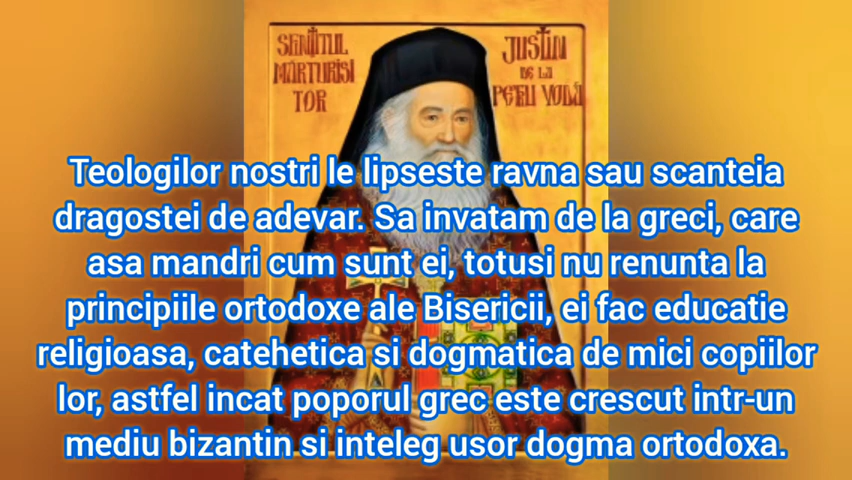 SFINTUL
MĂRTURISI
TOR
JUSTIN
DE LA
PETRU VODĂ
Teologilor nostri le lipseste ravna sau scanteia
dragostei de adevar. Sa invatam de la greci, care
asa mandri cum sunt ei, totusi nu renunta la
principiile ortodoxe ale Bisericii, ei fac educatie
religioasa, catehetica si dogmatica de mici copiilor
lor, astfel incat poporul grec este crescut intr-un
mediu bizantin si inteleg usor dogma ortodoxa.